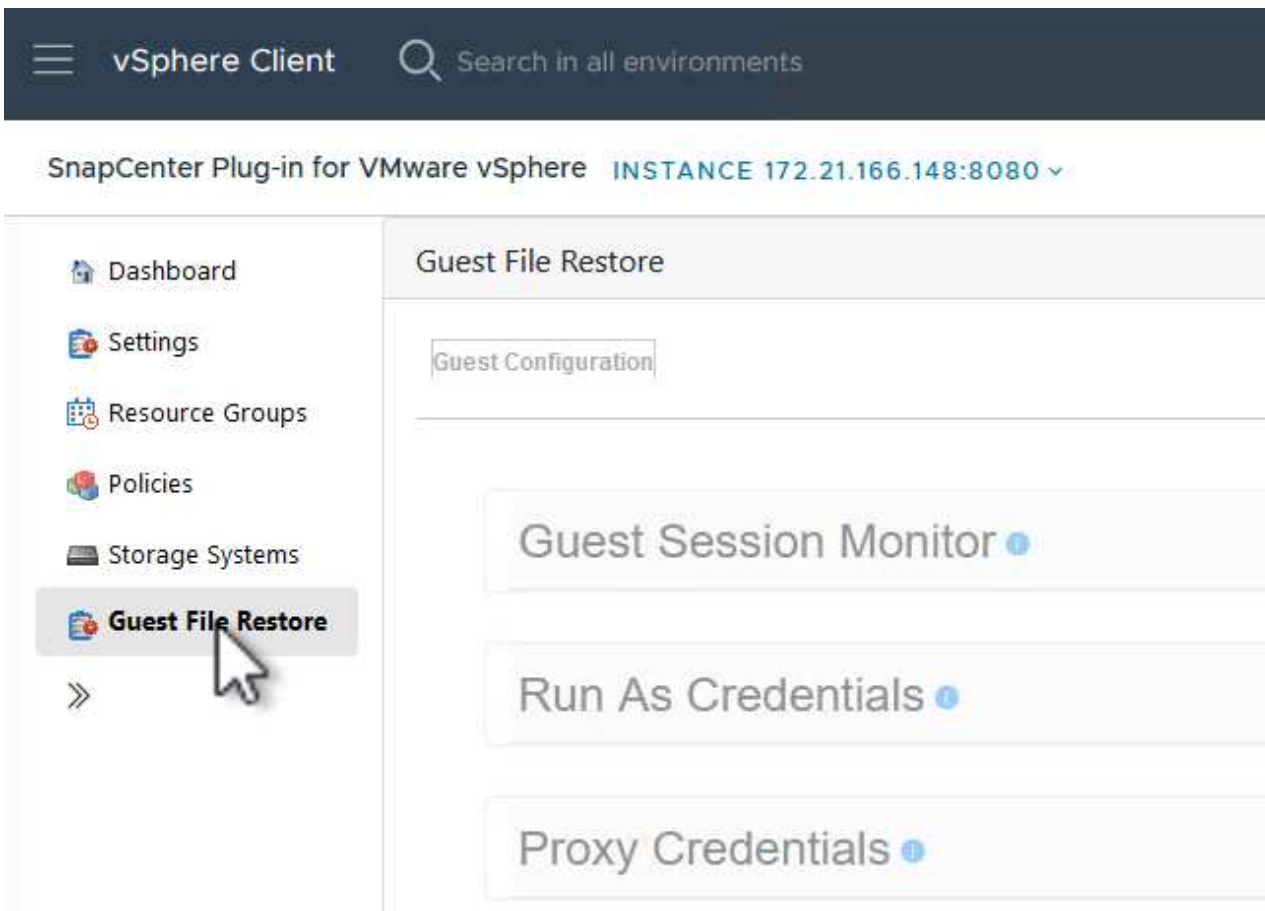 vSphere Client
Search in all environments
SnapCenter Plug-in for VMware vSphere INSTANCE 172.21.166.148:8080
Dashboard
Settings
Resource Groups
Policies
Storage Systems
Guest File Restore
Guest File Restore
Guest Configuration
Guest Session Monitor
Run As Credentials
Proxy Credentials